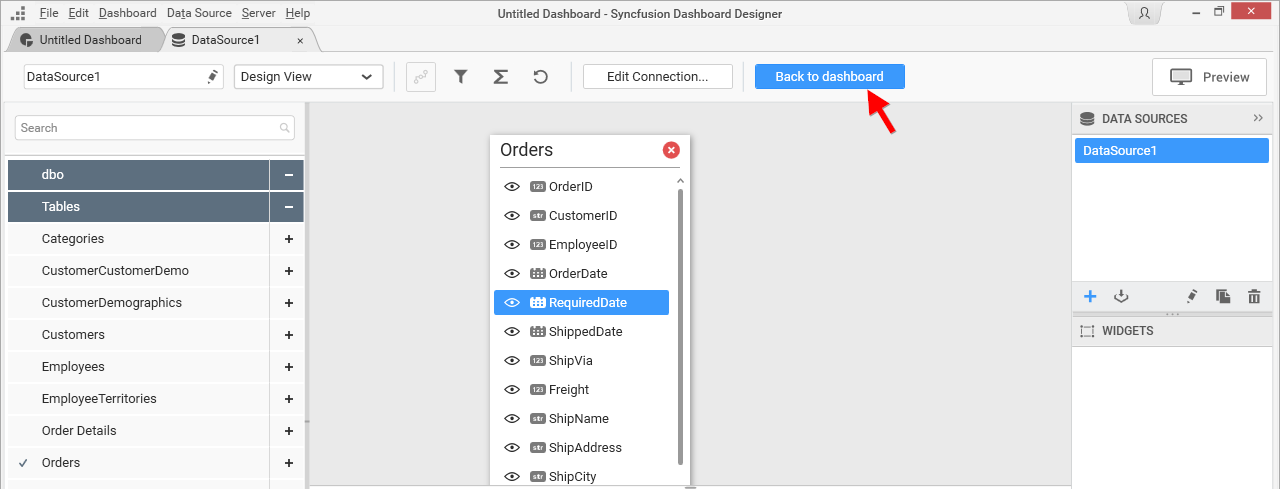 File Edit Dashboard Data Source Server Help
Untitled Dashboard - Syncfusion Dashboard Designer
Untitled Dashboard
DataSource1 ×
DataSource1
Design View
Edit Connection...
Back to dashboard
Preview
Search
dbo
Tables
Categories
CustomerCustomerDemo
CustomerDemographics
Customers
Employees
EmployeeTerritories
Order Details
Orders
Orders
123 OrderID
str CustomerID
123 EmployeeID
OrderDate
RequiredDate
ShippedDate
123 ShipVia
123 Freight
str ShipName
str ShipAddress
str ShipCity
DATA SOURCES
DataSource1
WIDGETS